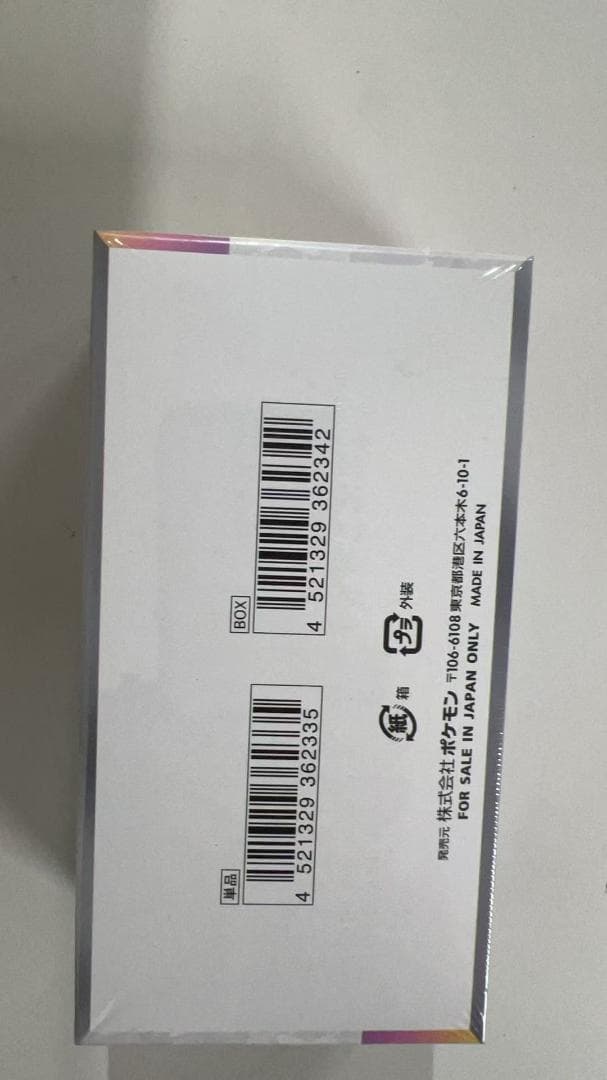 単品
4 521329 362335
BOX
4 521329 362342
紙 箱
プラ 外装
発売元 株式会社 ポケモン 〒106-6108 東京都港区六本木6-10-1
FOR SALE IN JAPAN ONLY MADE IN JAPAN